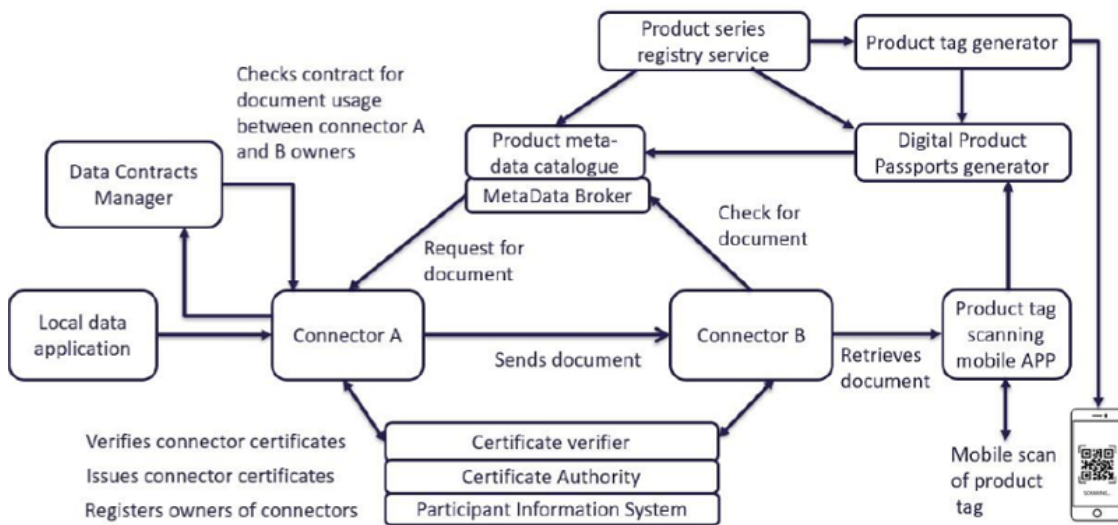 Product series
registry service
Product tag generator
Checks contract for
document usage
between connector A
and B owners
Product meta-
data catalogue
MetaData Broker
Digital Product
Passports generator
Data Contracts
Manager
Check for
document
Request for
document
Local data
application
Connector A
Sends document
Connector B
Retrieves
document
Product tag
scanning
mobile APP
Verifies connector certificates
Certificate verifier
Issues connector certificates
Certificate Authority
Registers owners of connectors
Participant Information System
Mobile scan
of product
tag
SCANNING...